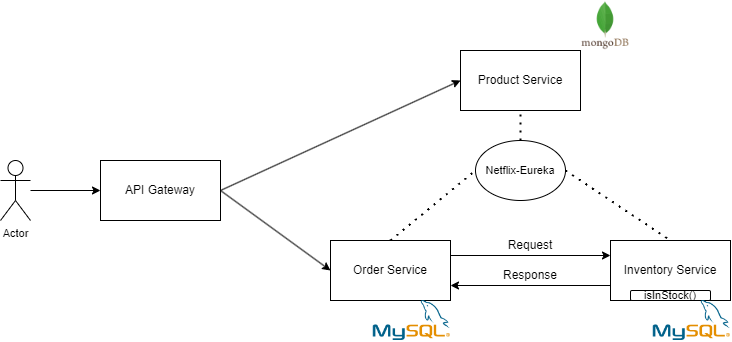 mongoDB
Product Service
Netflix-Eureka
API Gateway
Actor
Request
Order Service
Response
Inventory Service
isInStock()
MySQL
MySQL